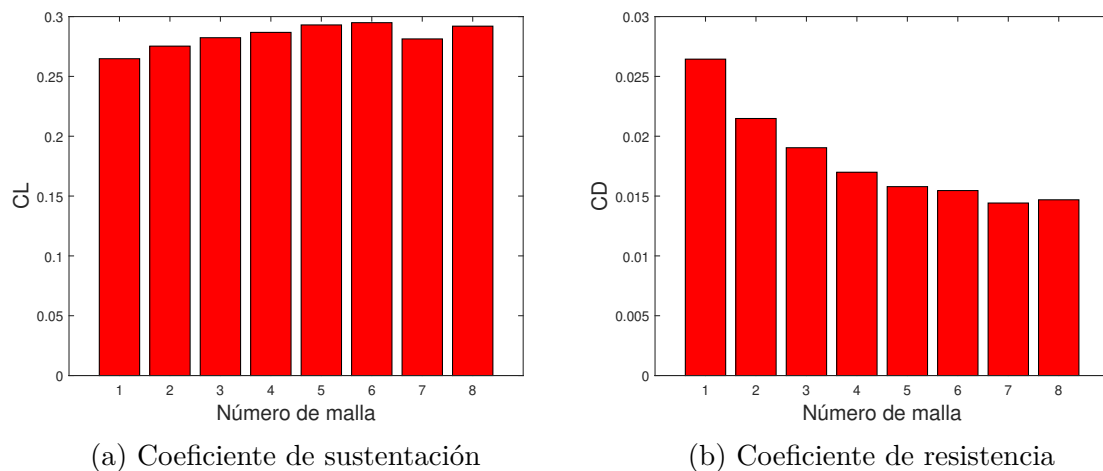 0.3
0.25
0.2
0.15
0.1
0.05
0
CL
1 2 3 4 5 6 7 8
Número de malla
(a) Coeficiente de sustentación
0.03
0.025
0.02
0.015
0.01
0.005
0
CD
1 2 3 4 5 6 7 8
Número de malla
(b) Coeficiente de resistencia